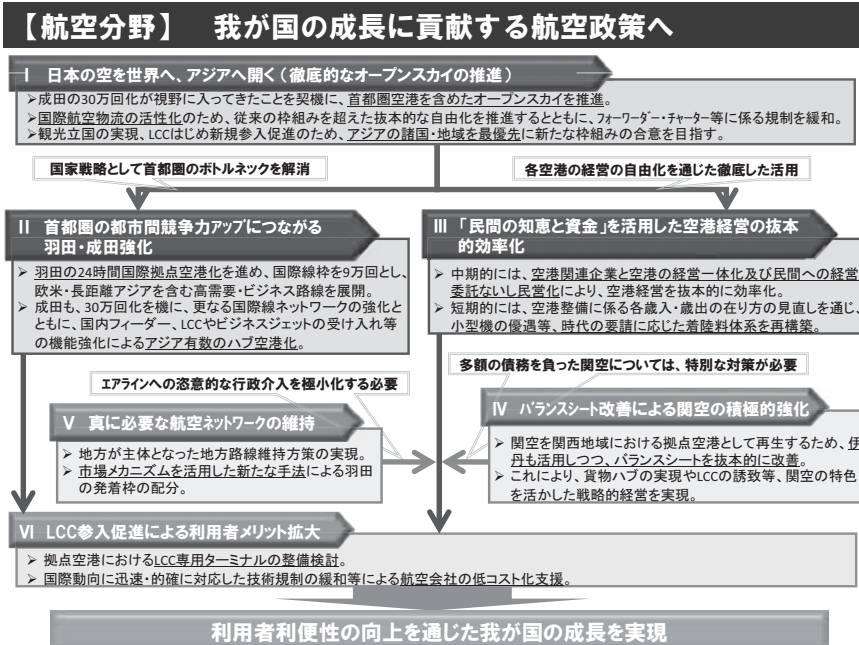 【航空分野】　我が国の成長に貢献する航空政策へ
Ⅰ　日本の空を世界へ、アジアへ開く（徹底的なオープンスカイの推進）
➢成田の30万回化が視野に入ってきたことを契機に、首都圏空港を含めたオープンスカイを推進。
➢国際航空物流の活性化のため、従来の枠組みを超えた抜本的な自由化を推進するとともに、フォーワーダー・チャーター等に係る規制を緩和。
➢観光立国の実現、LCCはじめ新規参入促進のため、アジアの諸国・地域を最優先に新たな枠組みの合意を目指す。
国家戦略として首都圏のボトルネックを解消
各空港の経営の自由化を通じた徹底した活用
Ⅱ　首都圏の都市間競争力アップにつながる
羽田・成田強化
➢ 羽田の24時間国際拠点空港化を進め、国際線枠を9万回とし、
欧米・長距離アジアを含む高需要・ビジネス路線を展開。
➢ 成田も、30万回化を機に、更なる国際線ネットワークの強化と
ともに、国内フィーダー、LCCやビジネスジェットの受け入れ等
の機能強化によるアジア有数のハブ空港化。
Ⅲ　「民間の知恵と資金」を活用した空港経営の抜本
的効率化
➢ 中期的には、空港関連企業と空港の経営一体化及び民間への経営
委託ないし民営化により、空港経営を抜本的に効率化。
➢ 短期的には、空港整備に係る各歳入・歳出の在り方の見直しを通じ、
小型機の優遇等、時代の要請に応じた着陸料体系を再構築。
エアラインへの恣意的な行政介入を極小化する必要
多額の債務を負った関空については、特別な対策が必要
Ⅴ　真に必要な航空ネットワークの維持
➢ 地方が主体となった地方路線維持方策の実現。
➢ 市場メカニズムを活用した新たな手法による羽田
の発着枠の配分。
Ⅳ　バランスシート改善による関空の積極的強化
➢ 関空を関西地域における拠点空港として再生するため、伊
丹も活用しつつ、バランスシートを抜本的に改善。
➢ これにより、貨物ハブの実現やLCCの誘致等、関空の特色
を活かした戦略的経営を実現。
Ⅵ　LCC参入促進による利用者メリット拡大
➢ 拠点空港におけるLCC専用ターミナルの整備検討。
➢ 国際動向に迅速・的確に対応した技術規制の緩和等による航空会社の低コスト化支援。
利用者利便性の向上を通じた我が国の成長を実現